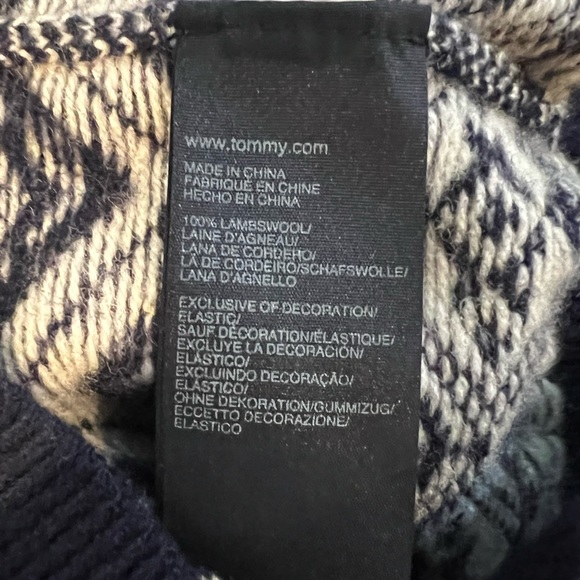 www.tommy.com
MADE IN CHINA
FABRIQUÉ EN CHINE
HECHO EN CHINA
100% LAMBSWOOL/
LAINE D'AGNEAU/
LANA DE CORDERO/
LÃ DE CORDEIRO/SCHAFSWOLLE/
LANA D'AGNELLO
EXCLUSIVE OF DECORATION/
ELASTIC/
SAUF DÉCORATION/ÉLASTIQUE/
EXCLUYE LA DECORACIÓN/
ELÁSTICO/
EXCLUINDO DECORAÇÃO/
ELÁSTICO/
OHNE DEKORATION/GUMMIZUG/
ECCETTO DECORAZIONE/
ELASTICO